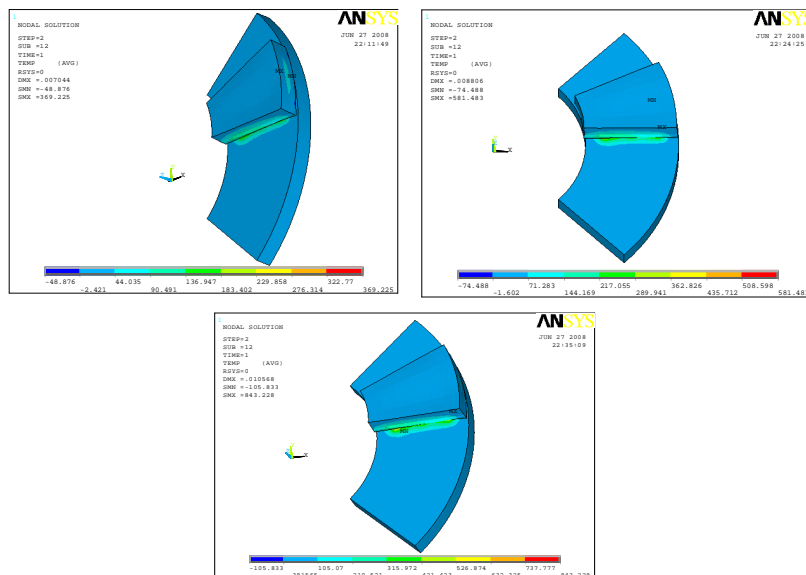 1
NODAL SOLUTION
STEP=2
SUB =12
TIME=1
TEMP (AVG)
RSYS=0
DMX =.007044
SMN =-48.876
SMX =369.225
ANSYS
JUN 27 2008
22:11:49
MX
MN
Z
Y
X
-48.876 44.035 136.947 229.858 322.77
-2.421 90.491 183.402 276.314 369.225
1
NODAL SOLUTION
STEP=2
SUB =12
TIME=1
TEMP (AVG)
RSYS=0
DMX =.008806
SMN =-74.488
SMX =581.483
ANSYS
JUN 27 2008
22:24:25
MN
MX
X
-74.488 71.283 217.055 362.826 508.598
-1.602 144.169 289.941 435.712 581.483
1
NODAL SOLUTION
STEP=2
SUB =12
TIME=1
TEMP (AVG)
RSYS=0
DMX =.010568
SMN =-105.833
SMX =843.228
ANSYS
JUN 27 2008
22:35:09
MX
MN
X
-105.833 105.07 315.972 526.874 737.777